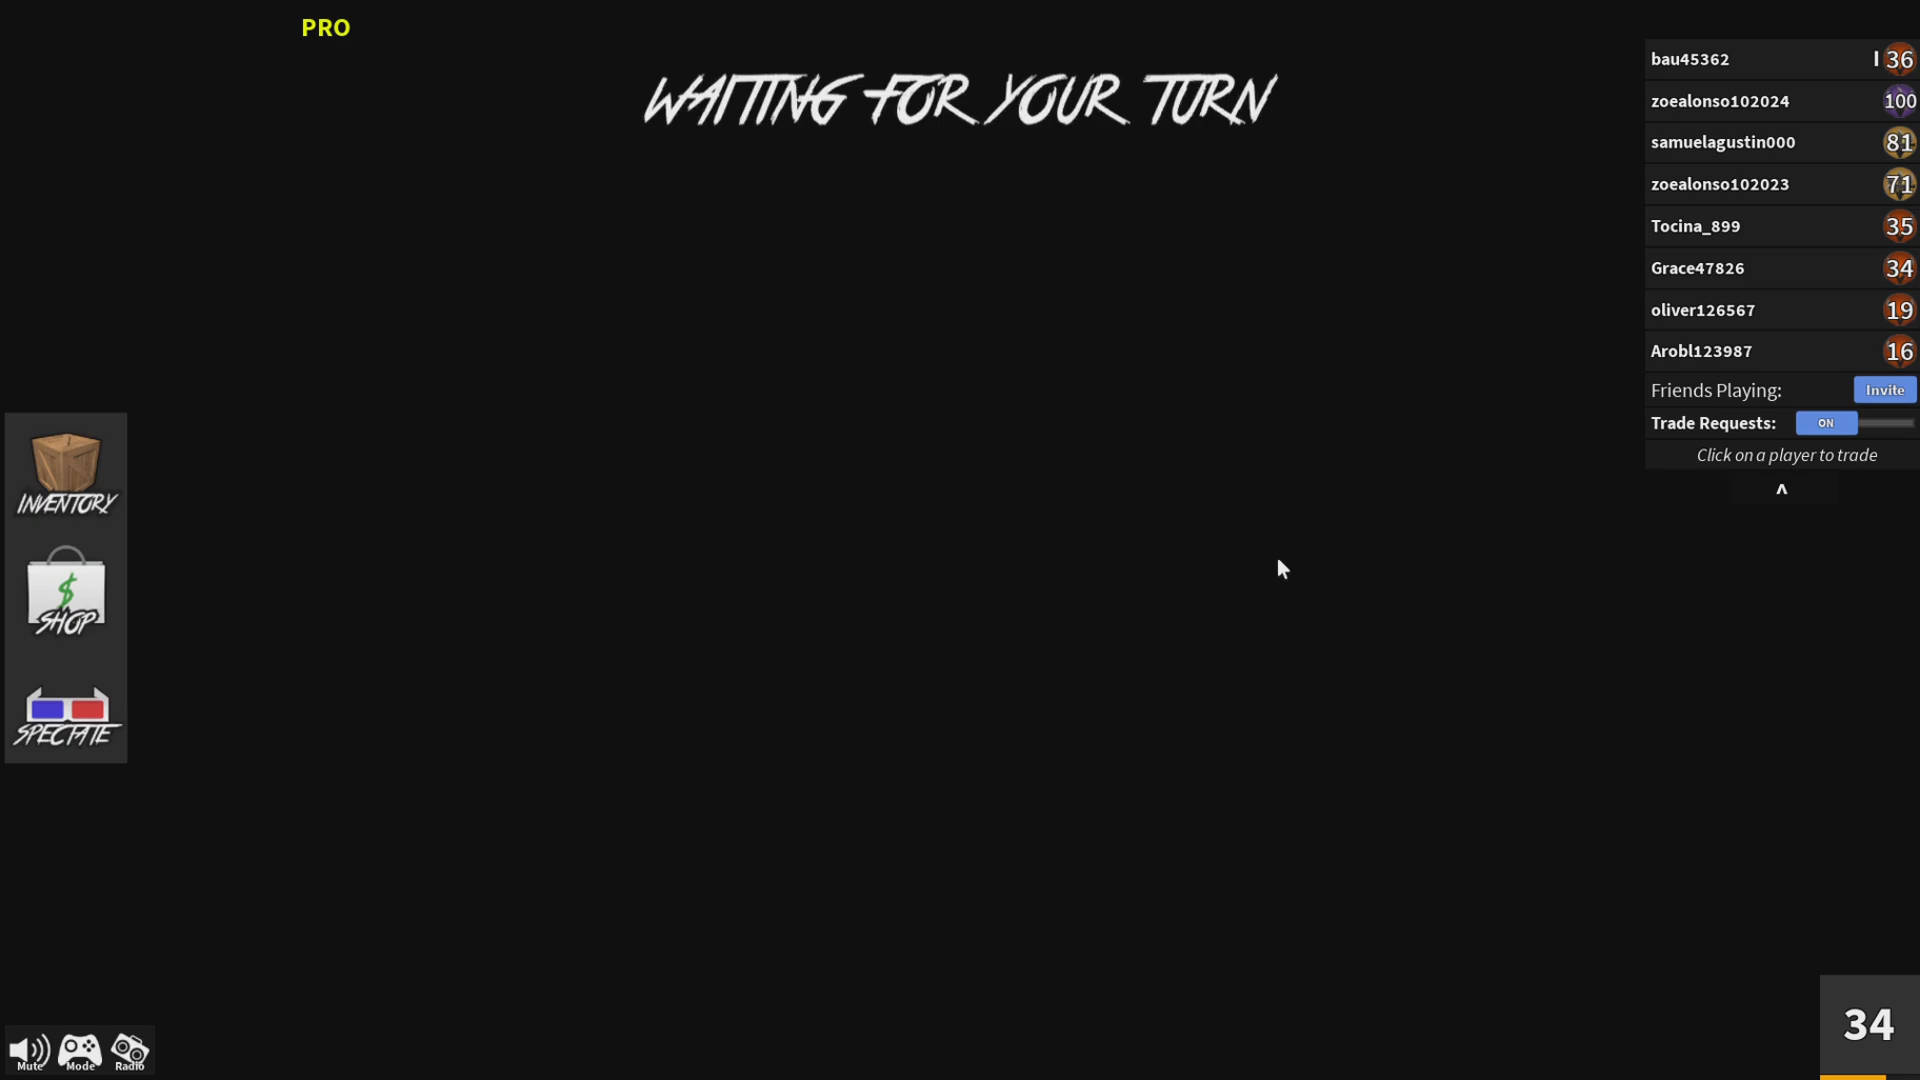 PRO
WAITING FOR YOUR TURN
bau45362 I 36
zoealonso102024 100
samuelagustin000 81
zoealonso102023 71
Tocina_899 35
Grace47826 34
oliver126567 19
Arobl123987 16
Friends Playing: Invite
Trade Requests: ON
Click on a player to trade
^
INVENTORY
$
SHOP
SPECTATE
Mute Mode Radio
34